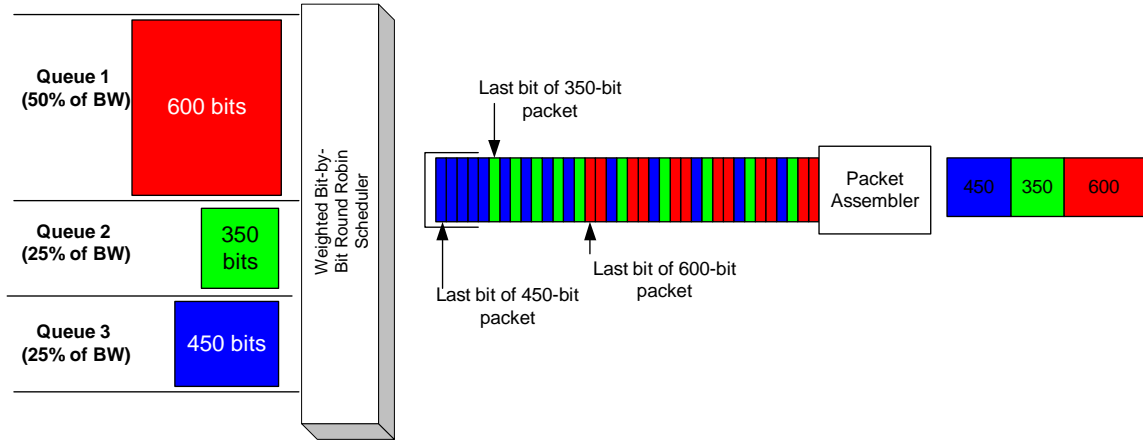 Queue 1
(50% of BW)
600 bits
Queue 2
(25% of BW)
350
bits
Queue 3
(25% of BW)
450 bits
Weighted Bit-by-
Bit Round Robin
Scheduler
Last bit of 350-bit
packet
Last bit of 450-bit
packet
Last bit of 600-bit
packet
Packet
Assembler
450
350
600